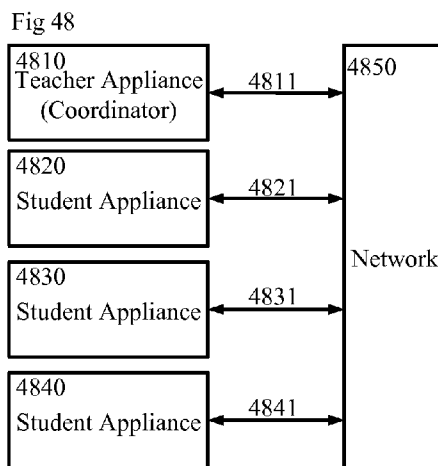 Fig 48
4810
Teacher Appliance
(Coordinator)
4811
4850
4820
Student Appliance
4821
Network
4830
Student Appliance
4831
4840
Student Appliance
4841